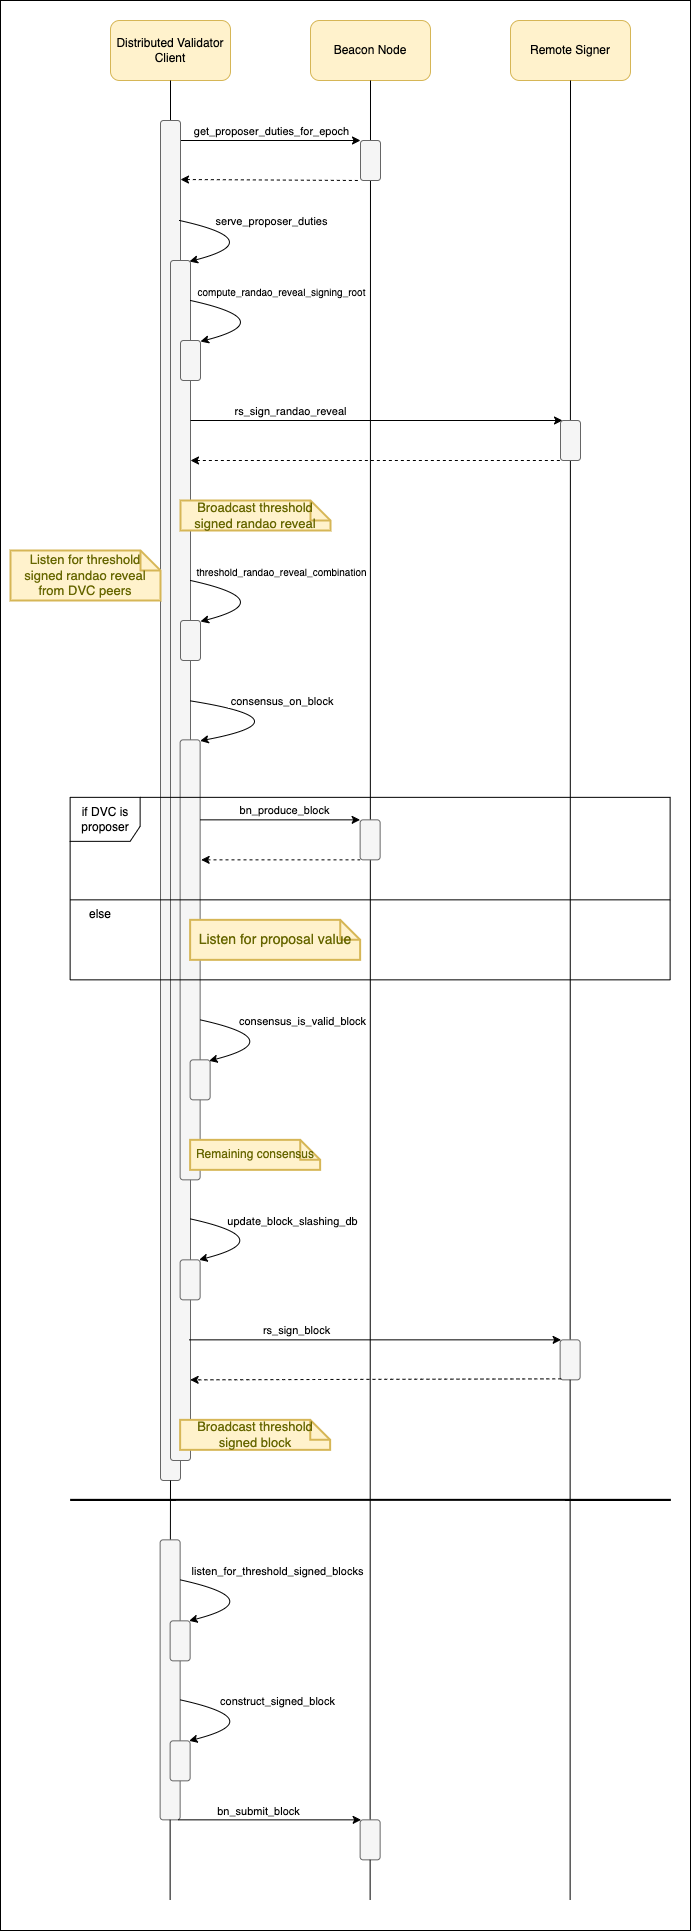 Distributed Validator
Client
Beacon Node
Remote Signer
get_proposer_duties_for_epoch
serve_proposer_duties
compute_randao_reveal_signing_root
rs_sign_randao_reveal
Broadcast threshold
signed randao reveal
Listen for threshold
signed randao reveal
from DVC peers
threshold_randao_reveal_combination
consensus_on_block
if DVC is
proposer
bn_produce_block
else
Listen for proposal value
consensus_is_valid_block
Remaining consensus
update_block_slashing_db
rs_sign_block
Broadcast threshold
signed block
listen_for_threshold_signed_blocks
construct_signed_block
bn_submit_block